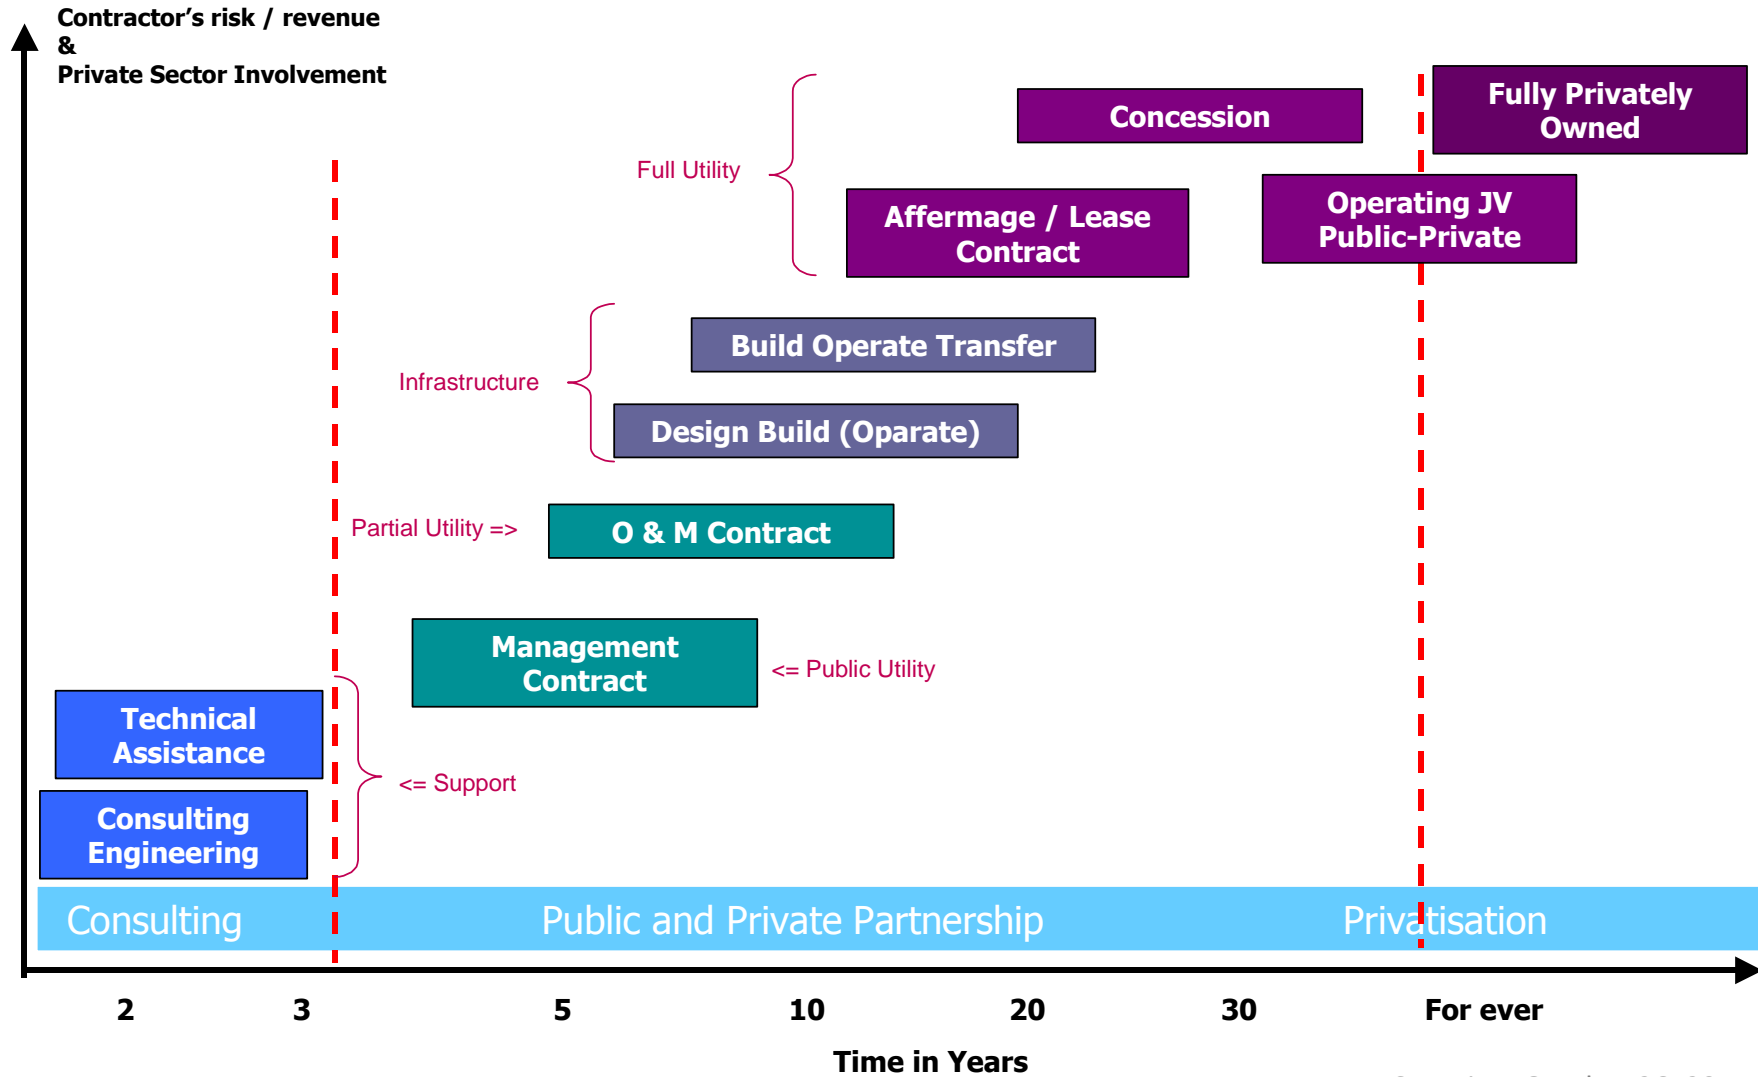 Contractor's risk / revenue
&
Private Sector Involvement
Fully Privately
Owned
Concession
Full Utility
Operating JV
Public-Private
Affermage / Lease
Contract
Build Operate Transfer
Infrastructure
Design Build (Oparate)
Partial Utility =>
O & M Contract
Management
Contract
<= Public Utility
Technical
Assistance
<= Support
Consulting
Engineering
Consulting
Public and Private Partnership
Privatisation
2
3
5
10
20
30
For ever
Time in Years